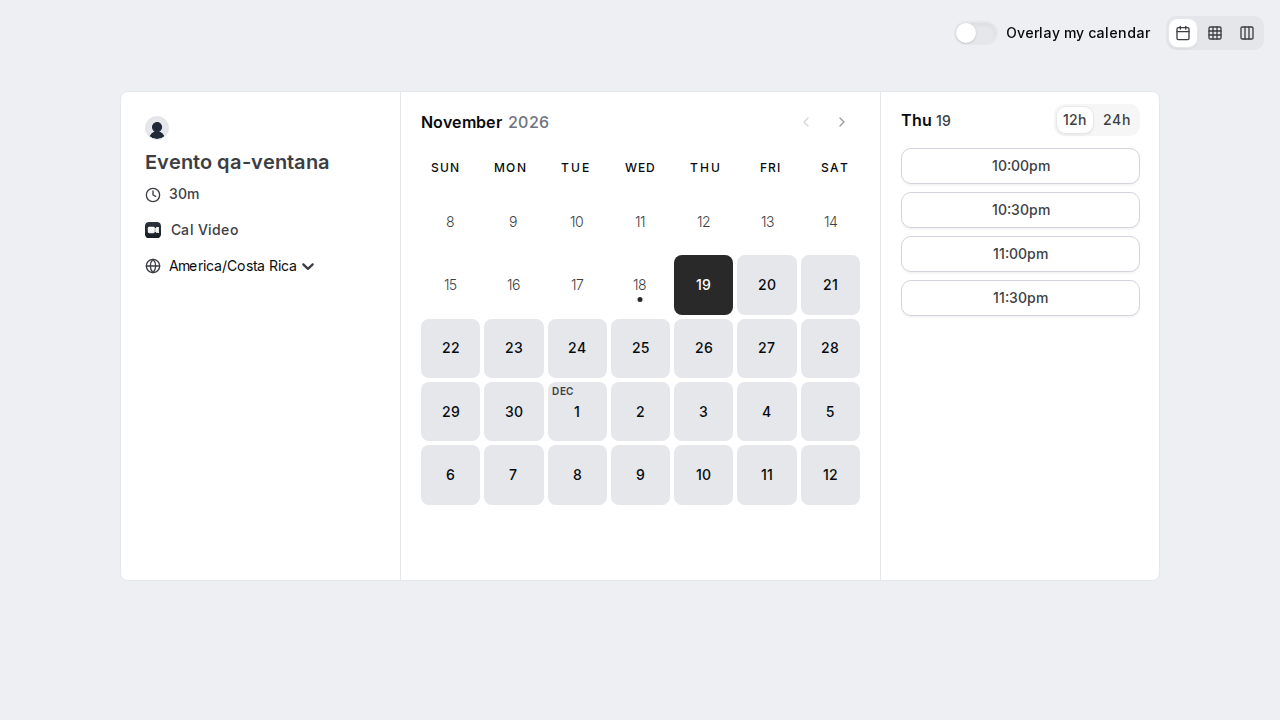 Overlay my calendar
Evento qa-ventana
30m
Cal Video
America/Costa Rica
November 2026
SUN MON TUE WED THU FRI SAT
8 9 10 11 12 13 14
15 16 17 18 19 20 21
22 23 24 25 26 27 28
DEC
29 30 1 2 3 4 5
6 7 8 9 10 11 12
Thu 19
12h 24h
10:00pm
10:30pm
11:00pm
11:30pm